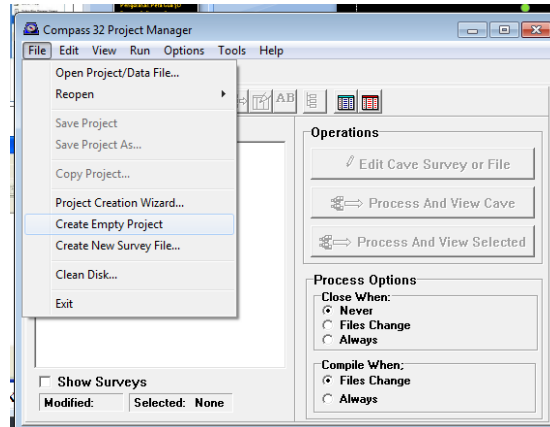 Compass 32 Project Manager
File Edit View Run Options Tools Help
Open Project/Data File...
Reopen
Save Project
Save Project As...
Copy Project...
Project Creation Wizard...
Create Empty Project
Create New Survey File...
Clean Disk...
Exit
AB
Operations
Edit Cave Survey or File
Process And View Cave
Process And View Selected
Process Options
Close When:
Never
Files Change
Always
Compile When;
Files Change
Always
Show Surveys
Modified: Selected: None